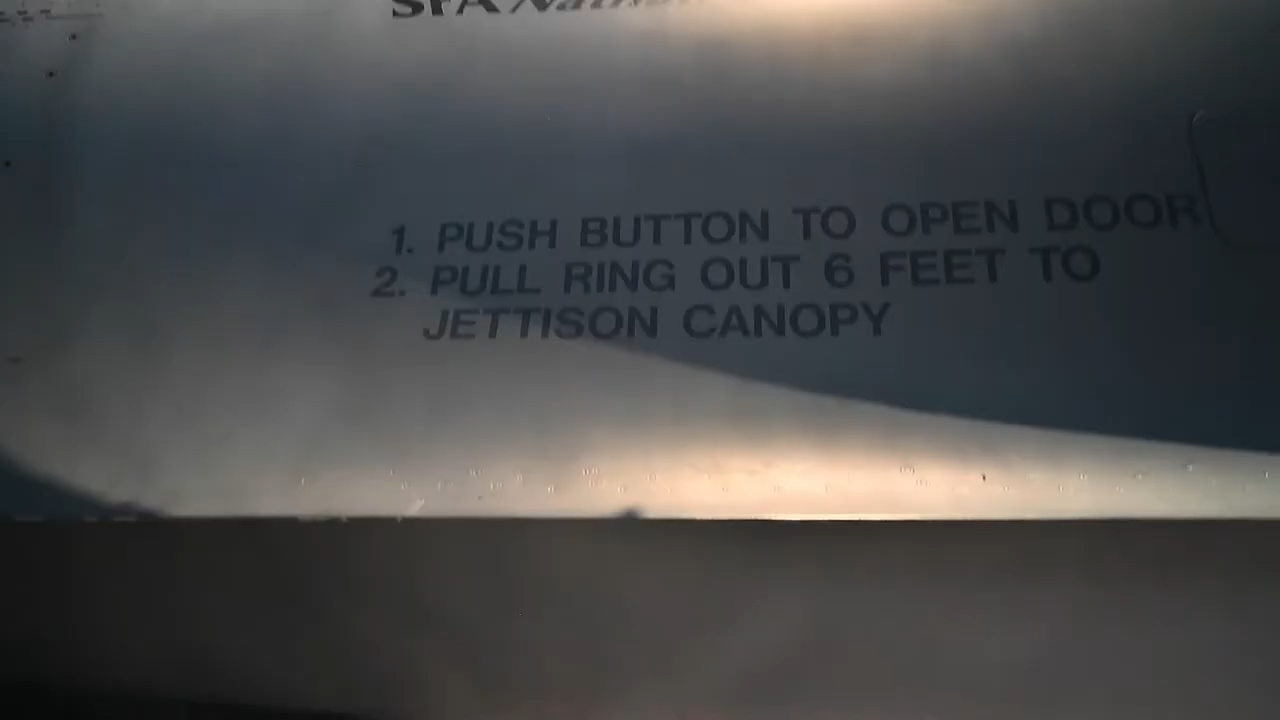 1. PUSH BUTTON TO OPEN DOOR
2. PULL RING OUT 6 FEET TO
JETTISON CANOPY